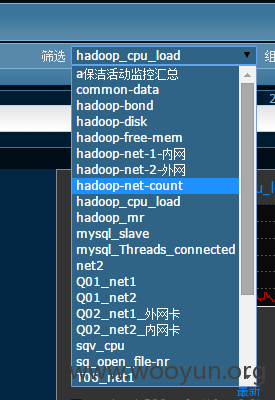 筛选 hadoop_cpu_load 组
a保洁活动监控汇总
common-data
hadoop-bond
hadoop-disk
hadoop-free-mem
hadoop-net-1-内网
hadoop-net-2-外网
hadoop-net-count
hadoop_cpu_load
hadoop_mr
mysql_slave
mysql_Threads_connected
net2
Q01_net1
Q01_net2
Q02_net1_外网卡
Q02_net2_内网卡
sqv_cpu
sq_open_file-nr
T05_net1
www.wooyun.org
最新